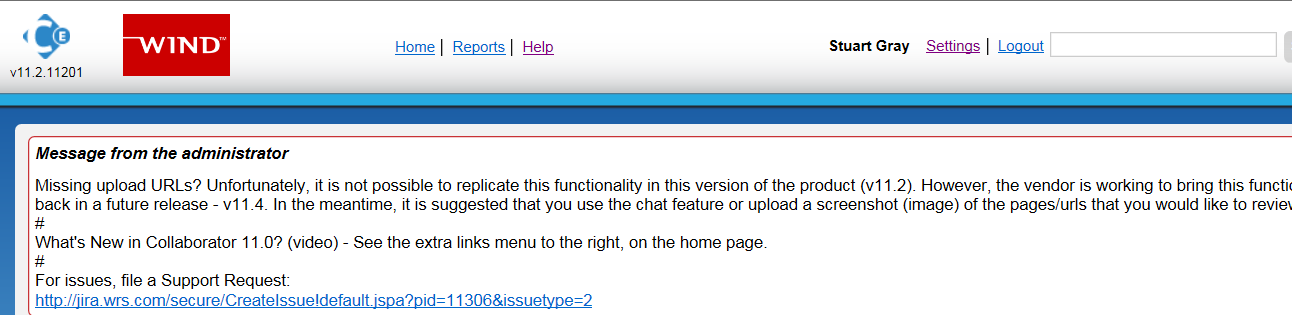 E
WIND™
Home | Reports | Help
Stuart Gray Settings | Logout
v11.2.11201
Message from the administrator
Missing upload URLs? Unfortunately, it is not possible to replicate this functionality in this version of the product (v11.2). However, the vendor is working to bring this functi
back in a future release - v11.4. In the meantime, it is suggested that you use the chat feature or upload a screenshot (image) of the pages/urls that you would like to review
#
What's New in Collaborator 11.0? (video) - See the extra links menu to the right, on the home page.
#
For issues, file a Support Request:
http://jira.wrs.com/secure/CreateIssue!default.jspa?pid=11306&issuetype=2